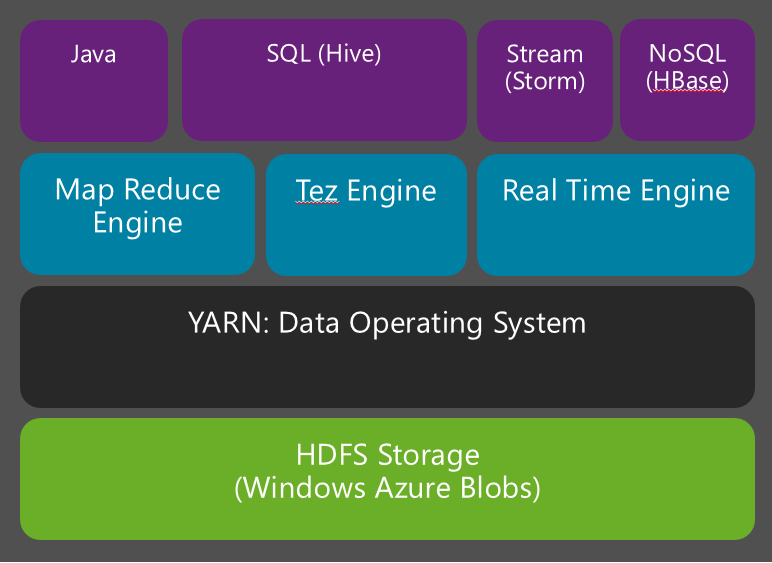 Java
SQL (Hive)
Stream
(Storm)
NoSQL
(HBase)
Map Reduce
Engine
Tez Engine
Real Time Engine
YARN: Data Operating System
HDFS Storage
(Windows Azure Blobs)